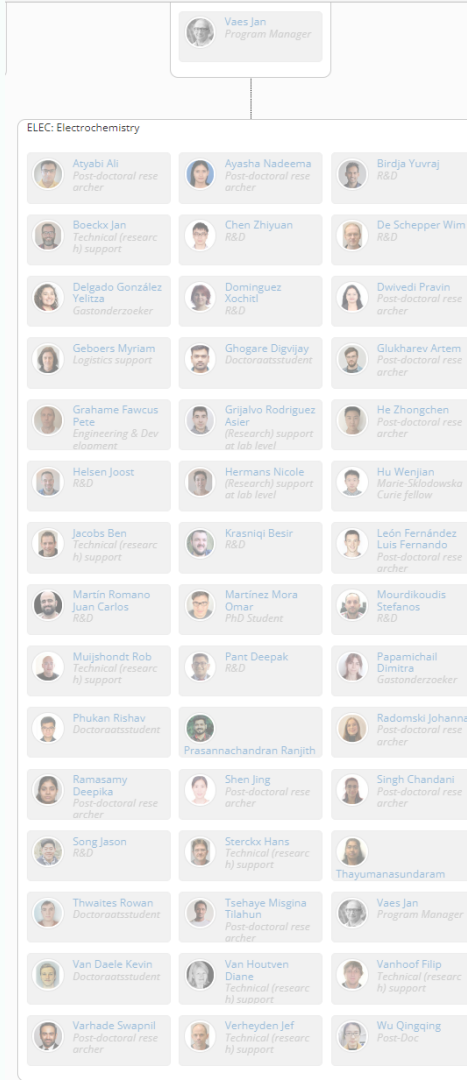 Vaes Jan
Program Manager
ELEC: Electrochemistry
Atyabi Ali
Post-doctoral rese
archer
Ayasha Nadeema
Post-doctoral rese
archer
Birdja Yuvraj
R&D
Boeckx Jan
Technical (researc
h) support
Chen Zhiyuan
R&D
De Schepper Wim
R&D
Delgado González
Yelitza
Gastonderzoeker
Dominguez
Xochitl
R&D
Dwivedi Pravin
Post-doctoral rese
archer
Geboers Myriam
Logistics support
Ghogare Digvijay
Doctoraatsstudent
Glukharev Artem
Post-doctoral rese
archer
Grahame Fawcus
Pete
Engineering & Dev
elopment
Grijalvo Rodriguez
Asier
(Research) support
at lab level
He Zhongchen
Post-doctoral rese
archer
Helsen Joost
R&D
Hermans Nicole
(Research) support
at lab level
Hu Wenjian
Marie-Sklodowska
Curie fellow
Jacobs Ben
Technical (researc
h) support
Krasniqi Besir
R&D
León Fernández
Luis Fernando
Post-doctoral rese
archer
Martín Romano
Juan Carlos
R&D
Martínez Mora
Omar
PhD Student
Mourdikoudis
Stefanos
R&D
Muijshondt Rob
Technical (researc
h) support
Pant Deepak
R&D
Papamichail
Dimitra
Gastonderzoeker
Phukan Rishav
Doctoraatsstudent
Prasannachandran Ranjith
Radomski Johanna
Post-doctoral rese
archer
Ramasamy
Deepika
Post-doctoral rese
archer
Shen Jing
Post-doctoral rese
archer
Singh Chandani
Post-doctoral rese
archer
Song Jason
R&D
Sterckx Hans
Technical (researc
h) support
Thayumanasundaram
Thwaites Rowan
Doctoraatsstudent
Tsehaye Misgina
Tilahun
Post-doctoral rese
archer
Vaes Jan
Program Manager
Van Daele Kevin
Doctoraatsstudent
Van Houtven
Diane
Technical (researc
h) support
Vanhoof Filip
Technical (researc
h) support
Varhade Swapnil
Post-doctoral rese
archer
Verheyden Jef
Technical (researc
h) support
Wu Qingqing
Post-Doc